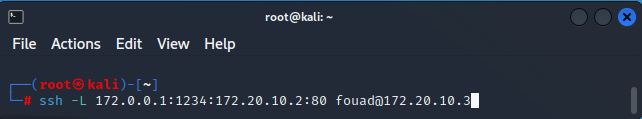 root@kali: ~
File Actions Edit View Help
┌──(root㉿kali)-[~]
└─# ssh -L 172.0.0.1:1234:172.20.10.2:80 fouad@172.20.10.3